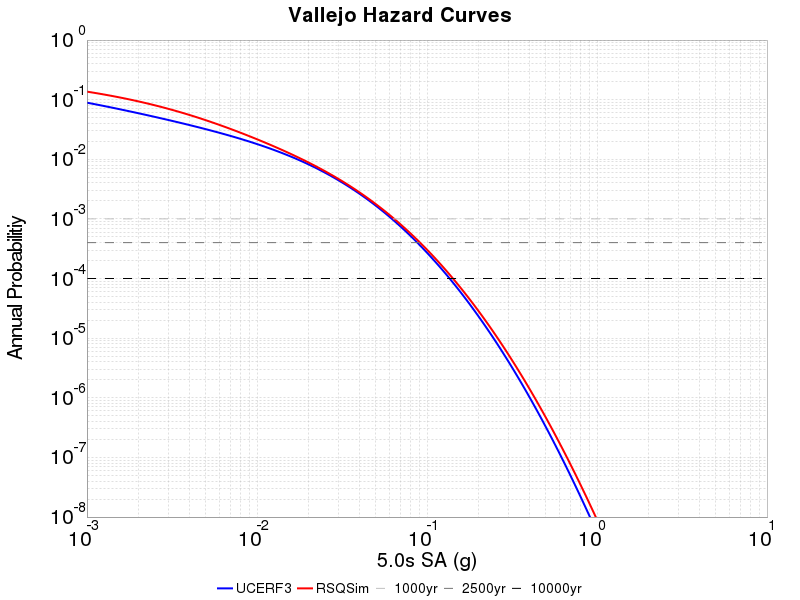 Vallejo Hazard Curves
10^0
10^-1
10^-2
10^-3
10^-4
10^-5
10^-6
10^-7
10^-8
Annual Probability
10^-3 10^-2 10^-1 10^0 10^1
5.0s SA (g)
UCERF3 RSQSim 1000yr 2500yr 10000yr